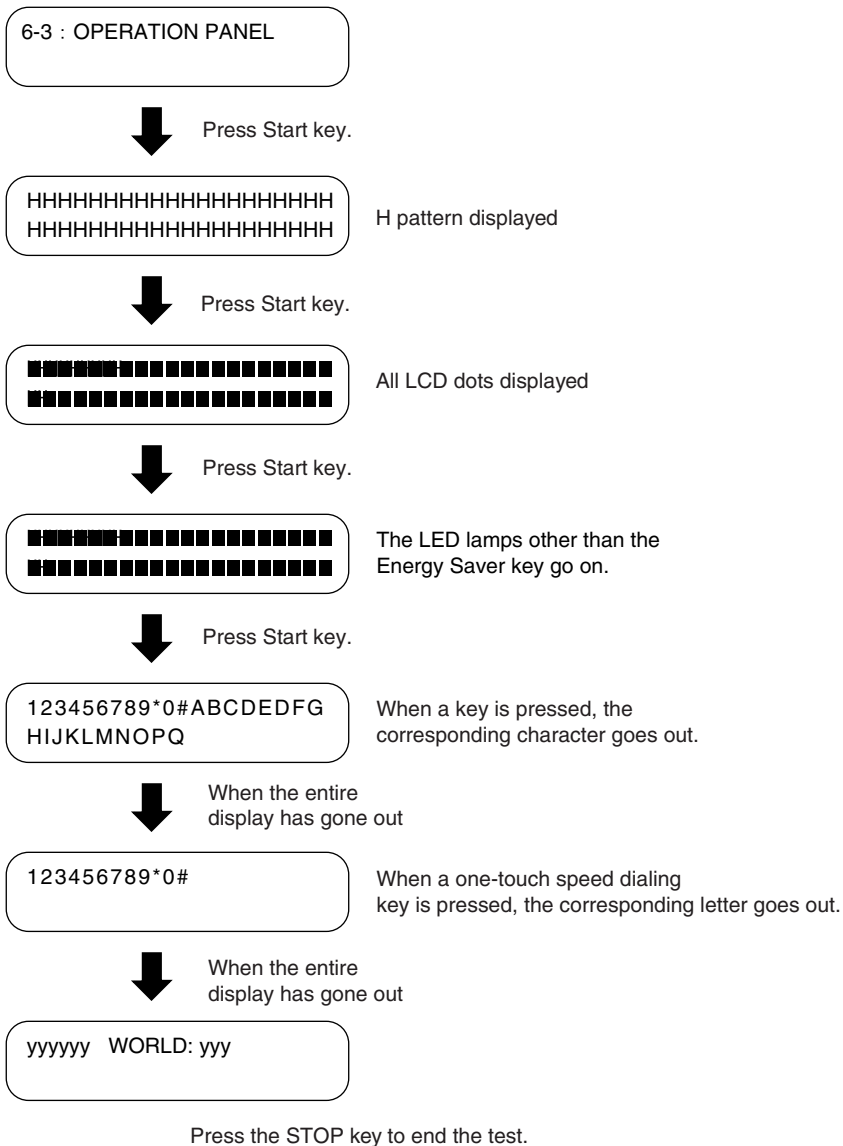 6-3 : OPERATION PANEL
Press Start key.
HHHHHHHHHHHHHHHHHHHH
HHHHHHHHHHHHHHHHHHHH
H pattern displayed
Press Start key.
All LCD dots displayed
Press Start key.
The LED lamps other than the
Energy Saver key go on.
Press Start key.
123456789*0#ABCDEDFG
HIJKLMNOPQ
When a key is pressed, the
corresponding character goes out.
When the entire
display has gone out
123456789*0#
When a one-touch speed dialing
key is pressed, the corresponding letter goes out.
When the entire
display has gone out
yyyyyy WORLD: yyy
Press the STOP key to end the test.